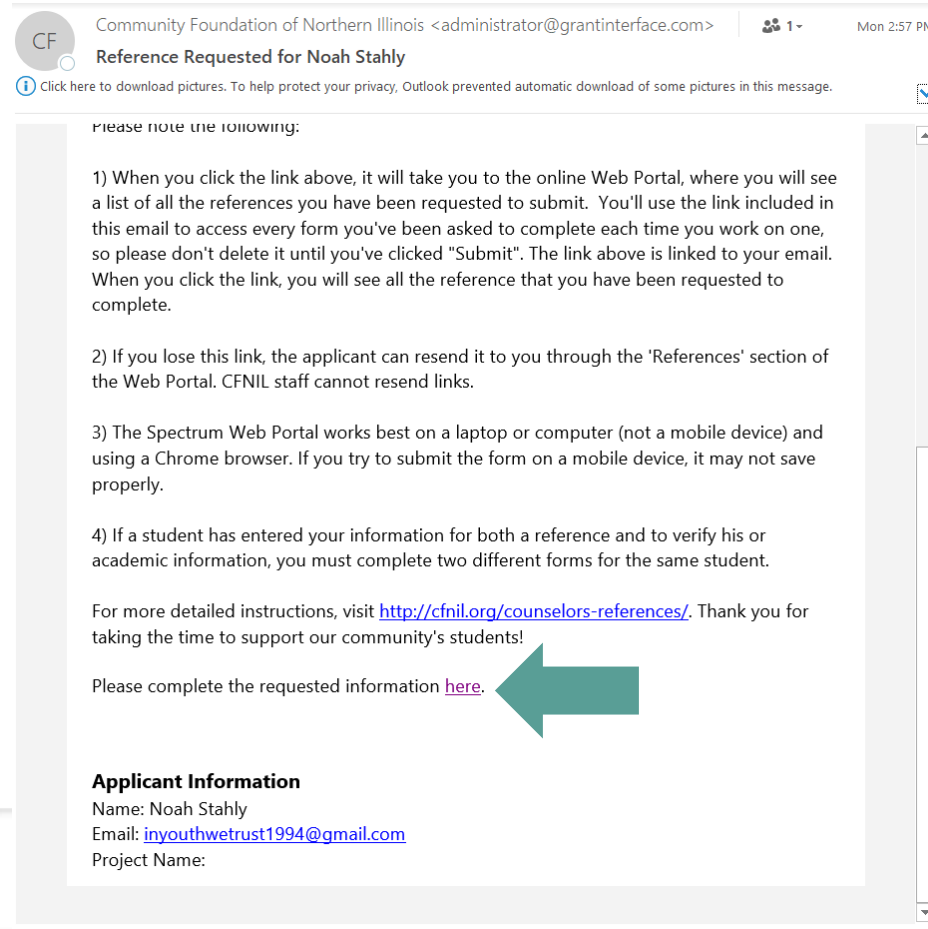 CF
Community Foundation of Northern Illinois <administrator@grantinterface.com>
1
Mon 2:57 PM
Reference Requested for Noah Stahly
Click here to download pictures. To help protect your privacy, Outlook prevented automatic download of some pictures in this message.
Please note the following:
1) When you click the link above, it will take you to the online Web Portal, where you will see
a list of all the references you have been requested to submit.  You'll use the link included in
this email to access every form you've been asked to complete each time you work on one,
so please don't delete it until you've clicked "Submit". The link above is linked to your email.
When you click the link, you will see all the reference that you have been requested to
complete.
2) If you lose this link, the applicant can resend it to you through the 'References' section of
the Web Portal. CFNIL staff cannot resend links.
3) The Spectrum Web Portal works best on a laptop or computer (not a mobile device) and
using a Chrome browser. If you try to submit the form on a mobile device, it may not save
properly.
4) If a student has entered your information for both a reference and to verify his or
academic information, you must complete two different forms for the same student.
For more detailed instructions, visit http://cfnil.org/counselors-references/. Thank you for
taking the time to support our community's students!
Please complete the requested information here.
Applicant Information
Name: Noah Stahly
Email: inyouthwetrust1994@gmail.com
Project Name: